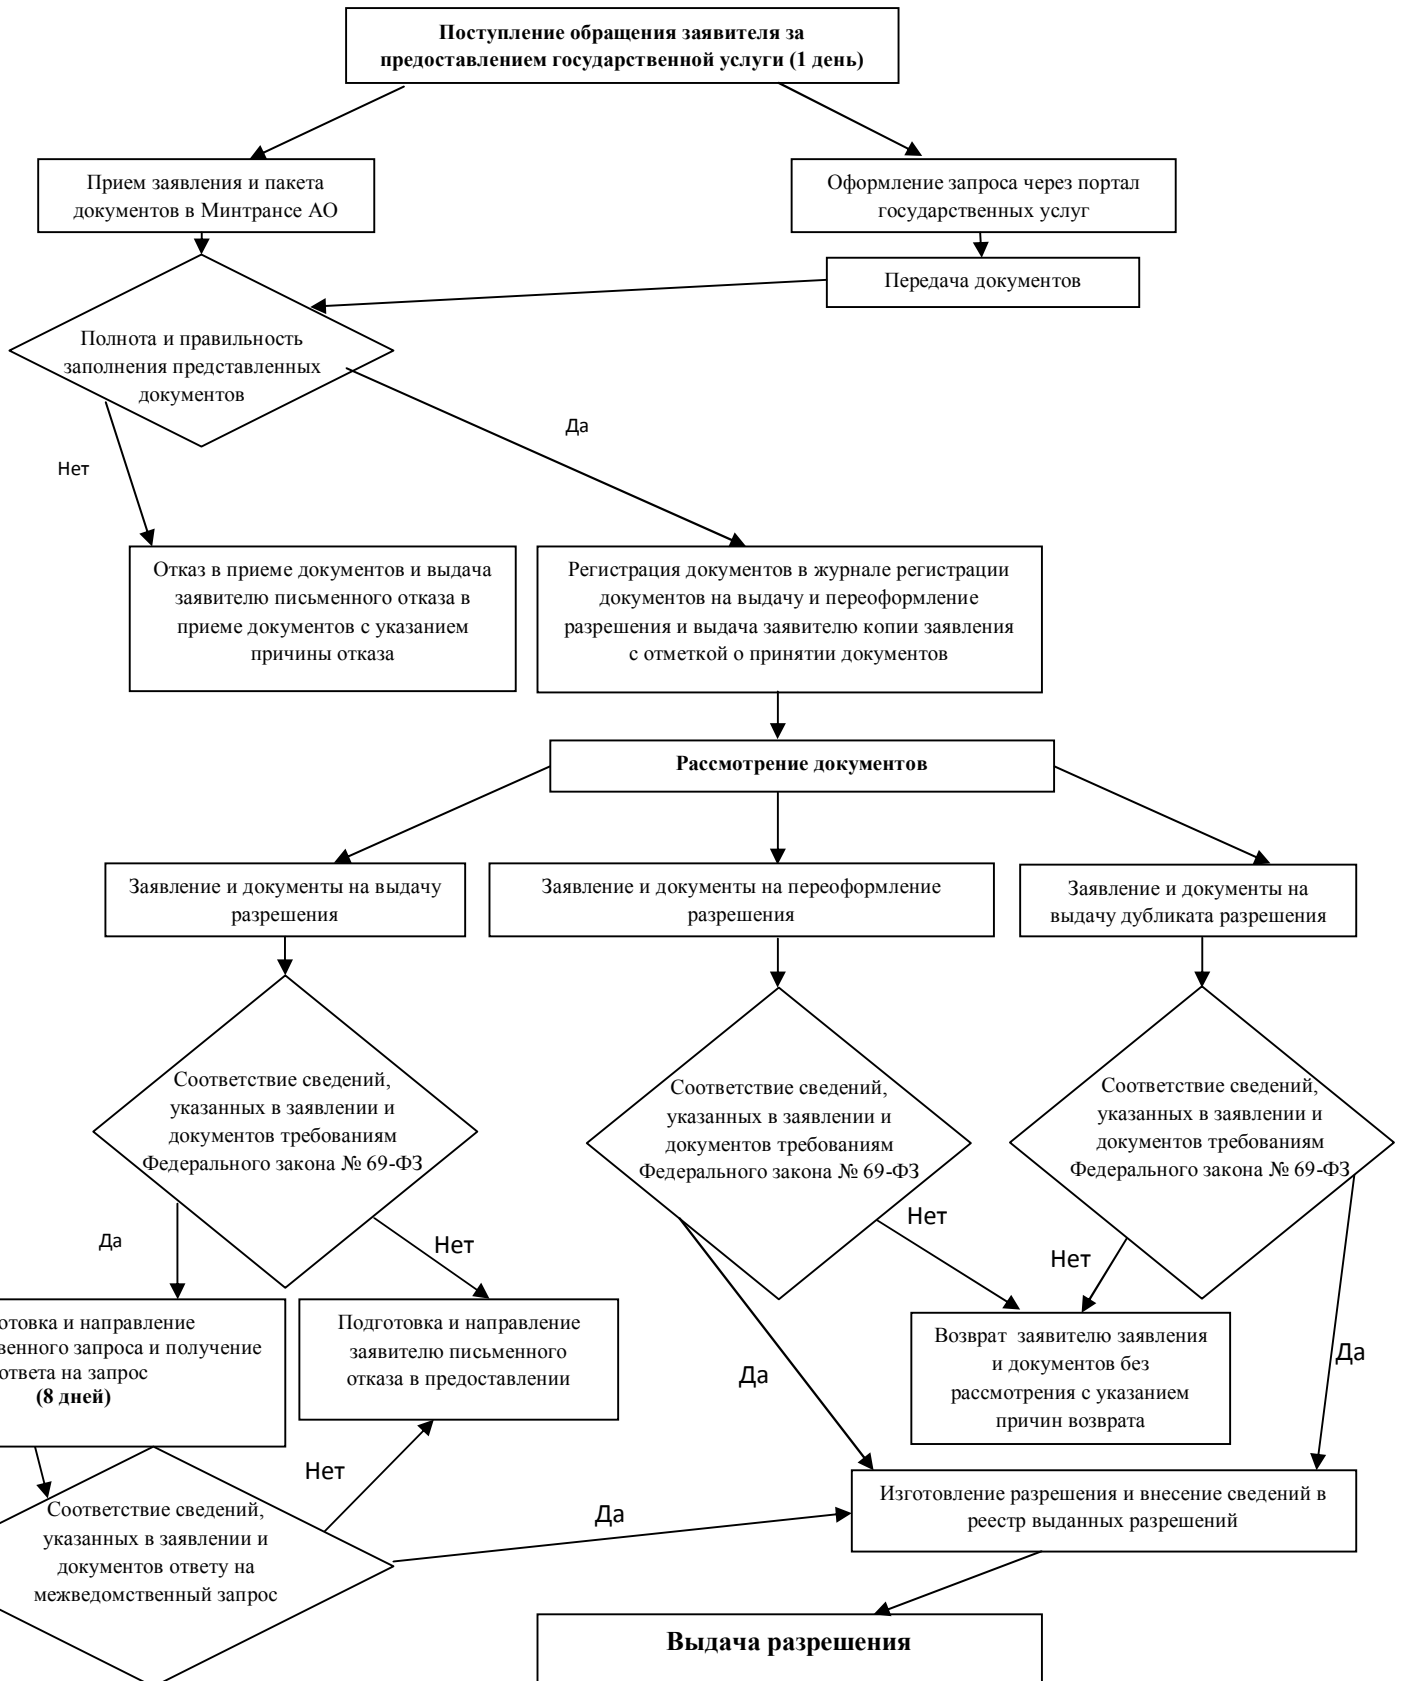 Поступление обращения заявителя за
предоставлением государственной услуги (1 день)
Прием заявления и пакета
документов в Минтрансе АО
Оформление запроса через портал
государственных услуг
Передача документов
Полнота и правильность
заполнения представленных
документов
Да
Нет
Отказ в приеме документов и выдача
заявителю письменного отказа в
приеме документов с указанием
причины отказа
Регистрация документов в журнале регистрации
документов на выдачу и переоформление
разрешения и выдача заявителю копии заявления
с отметкой о принятии документов
Рассмотрение документов
Заявление и документы на выдачу
разрешения
Заявление и документы на переоформление
разрешения
Заявление и документы на
выдачу дубликата разрешения
Соответствие сведений,
указанных в заявлении и
документов требованиям
Федерального закона № 69-ФЗ
Соответствие сведений,
указанных в заявлении и
документов требованиям
Федерального закона № 69-ФЗ
Соответствие сведений,
указанных в заявлении и
документов требованиям
Федерального закона № 69-ФЗ
Да
Нет
Нет
Нет
отовка и направление
венного запроса и получение
ответа на запрос
(8 дней)
Подготовка и направление
заявителю письменного
отказа в предоставлении
Возврат заявителю заявления
и документов без
рассмотрения с указанием
причин возврата
Да
Да
Нет
Соответствие сведений,
указанных в заявлении и
документов ответу на
межведомственный запрос
Да
Изготовление разрешения и внесение сведений в
реестр выданных разрешений
Выдача разрешения